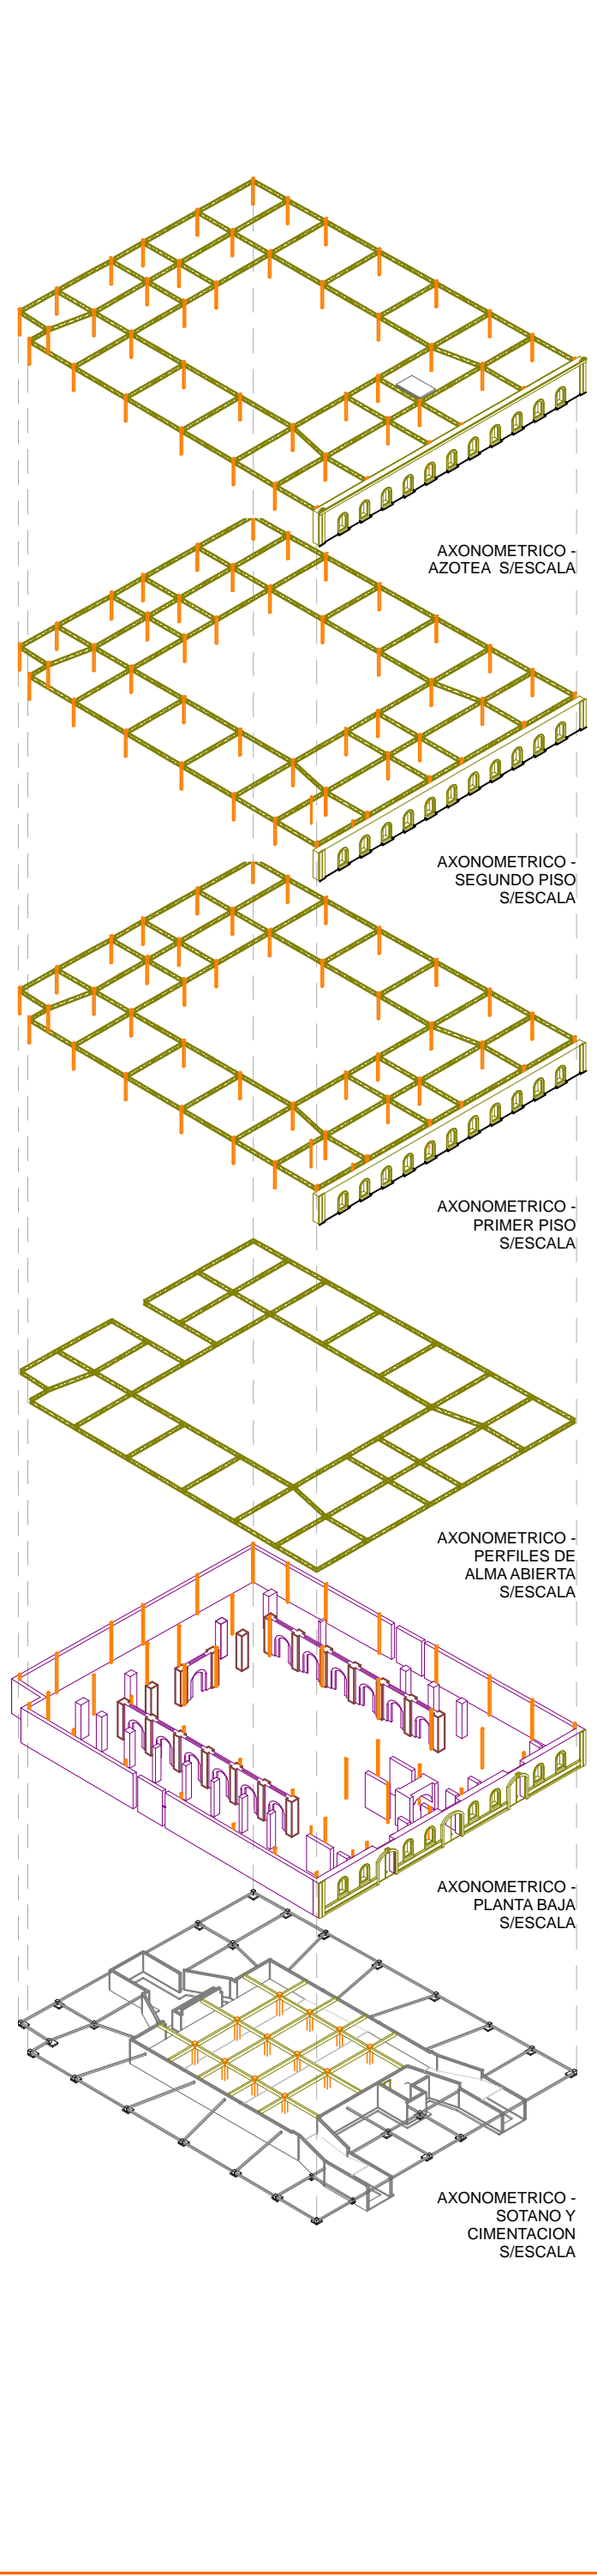 AXONOMETRICO -
AZOTEA S/ESCALA
AXONOMETRICO -
SEGUNDO PISO
S/ESCALA
AXONOMETRICO -
PRIMER PISO
S/ESCALA
AXONOMETRICO -
PERFILES DE
ALMA ABIERTA
S/ESCALA
AXONOMETRICO -
PLANTA BAJA
S/ESCALA
AXONOMETRICO -
SOTANO Y
CIMENTACION
S/ESCALA